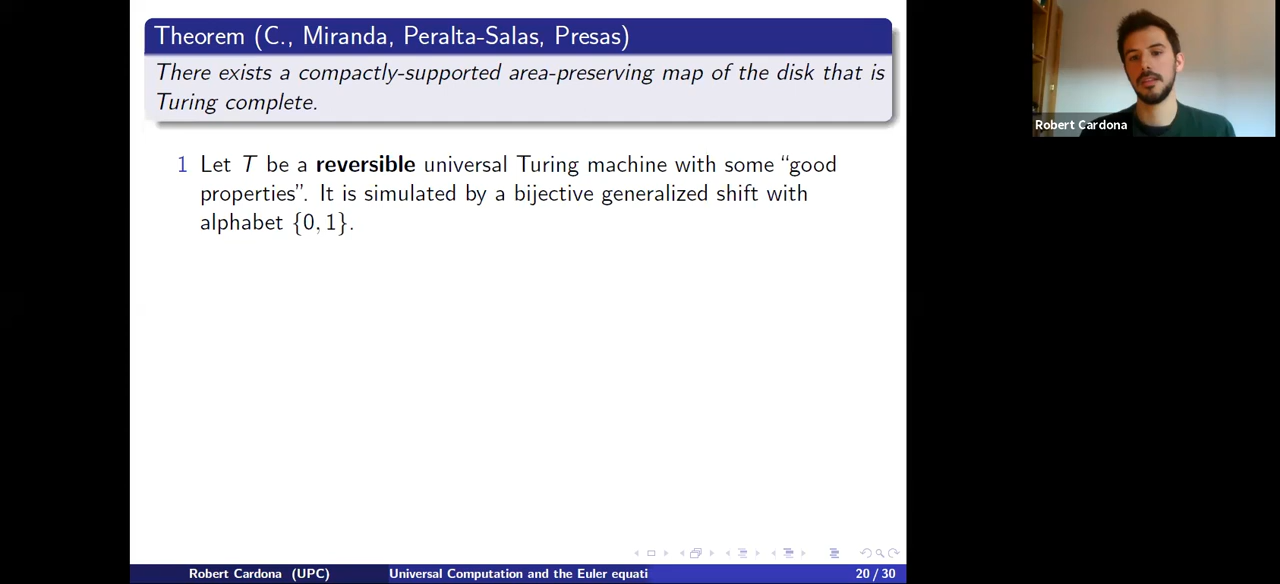 Theorem (C., Miranda, Peralta-Salas, Presas)
There exists a compactly-supported area-preserving map of the disk that is
Turing complete.
1 Let T be a reversible universal Turing machine with some “good
properties”. It is simulated by a bijective generalized shift with
alphabet {0, 1}.
Robert Cardona (UPC) Universal Computation and the Euler equati 20 / 30
Robert Cardona